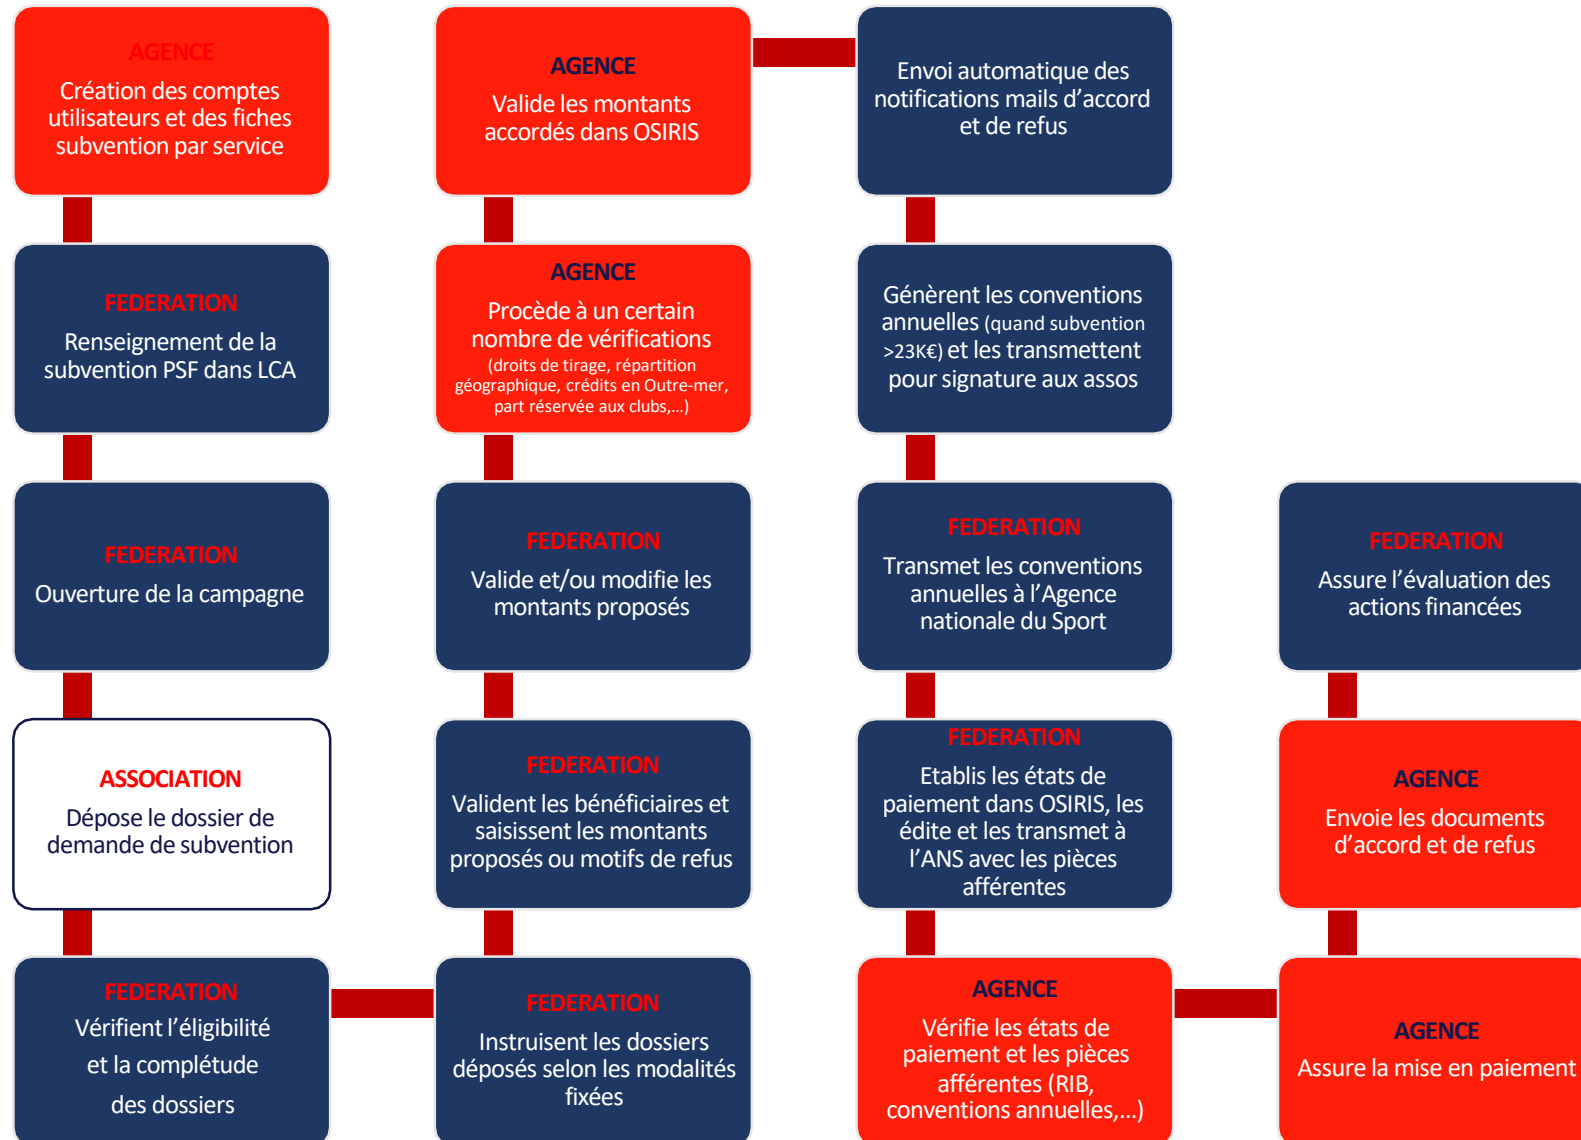 AGENCE
Création des comptes
utilisateurs et des fiches
subvention par service
FEDERATION
Renseignement de la
subvention PSF dans LCA
FEDERATION
Ouverture de la campagne
ASSOCIATION
Dépose le dossier de
demande de subvention
FEDERATION
Vérifient l’éligibilité
et la complétude
des dossiers
FEDERATION
Instruisent les dossiers
déposés selon les modalités
fixées
FEDERATION
Valident les bénéficiaires et
saisissent les montants
proposés ou motifs de refus
FEDERATION
Valide et/ou modifie les
montants proposés
AGENCE
Procède à un certain
nombre de vérifications
(droits de tirage, répartition
géographique, crédits en Outre-mer,
part réservée aux clubs,…)
AGENCE
Valide les montants
accordés dans OSIRIS
Envoi automatique des
notifications mails d’accord
et de refus
Génèrent les conventions
annuelles (quand subvention
>23K€) et les transmettent
pour signature aux assos
FEDERATION
Transmet les conventions
annuelles à l’Agence
nationale du Sport
FEDERATION
Etablis les états de
paiement dans OSIRIS, les
édite et les transmet à
l’ANS avec les pièces
afférentes
AGENCE
Vérifie les états de
paiement et les pièces
afférentes (RIB,
conventions annuelles,…)
AGENCE
Assure la mise en paiement
AGENCE
Envoie les documents
d’accord et de refus
FEDERATION
Assure l’évaluation des
actions financées